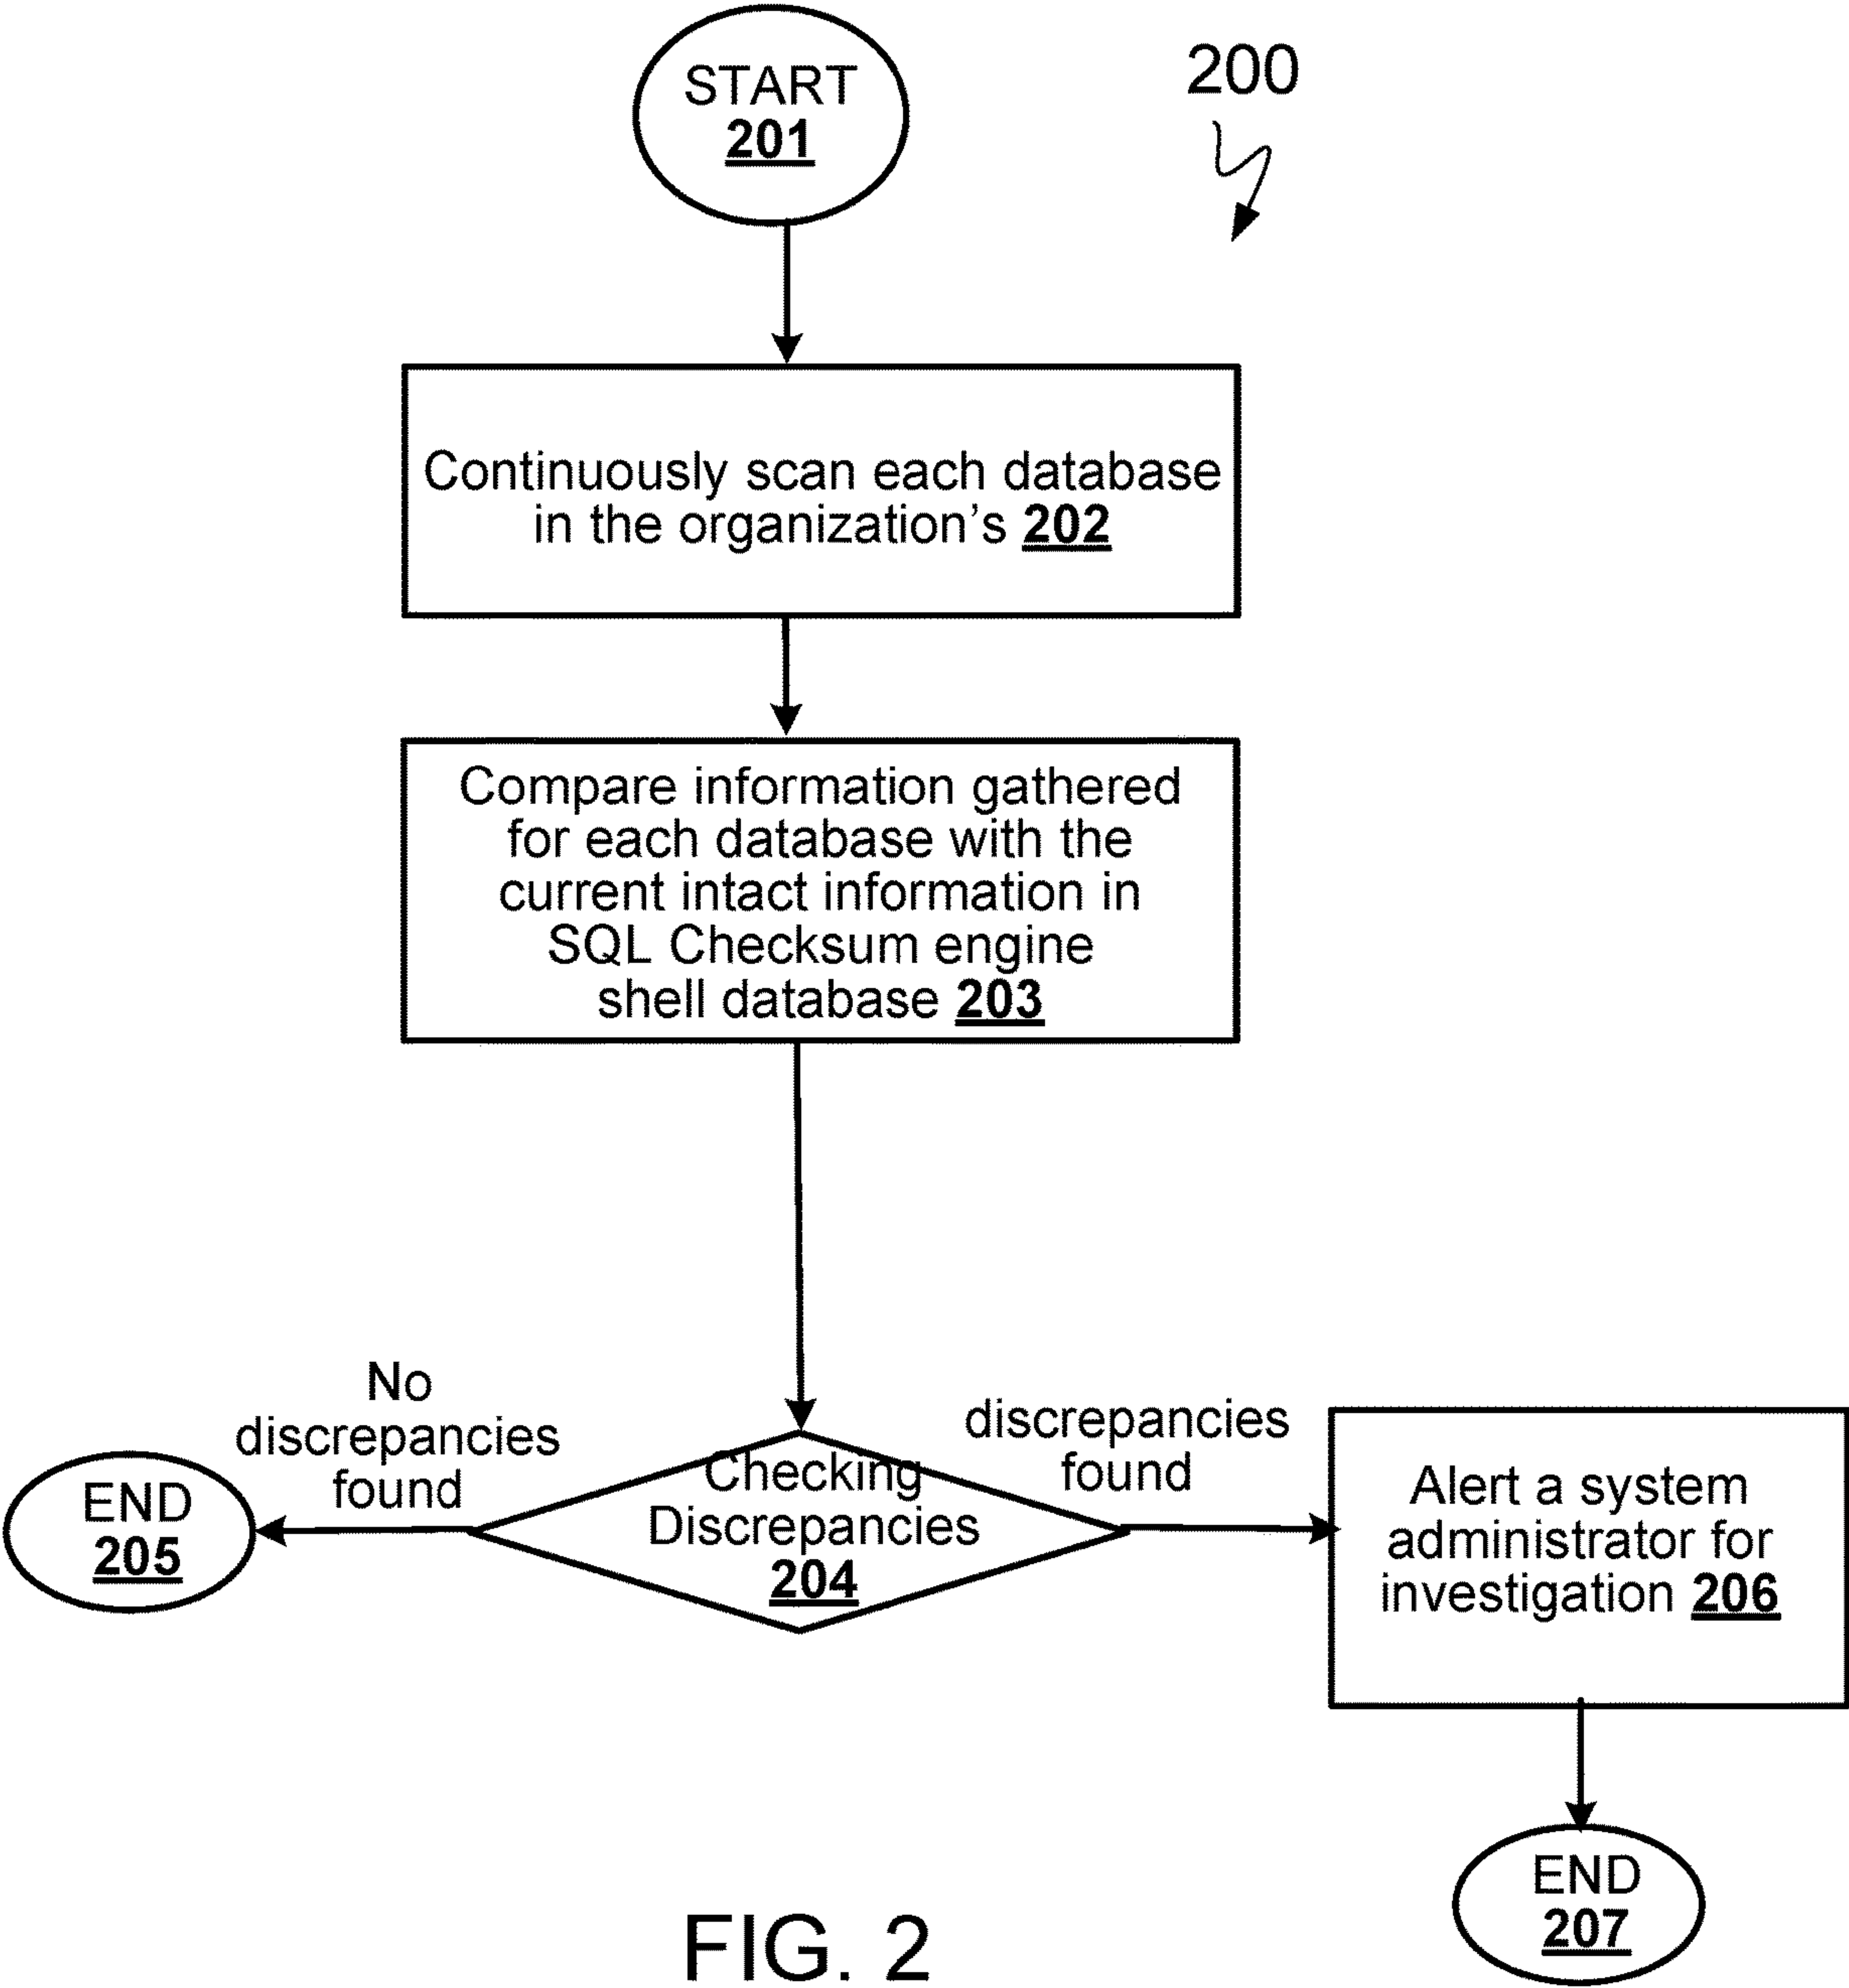 START
201
200
Continuously scan each database
in the organization’s 202
Compare information gathered
for each database with the
current intact information in
SQL Checksum engine
shell database 203
No
discrepancies
found
discrepancies
found
Checking
Discrepancies
204
END
205
Alert a system
administrator for
investigation 206
END
207
FIG. 2